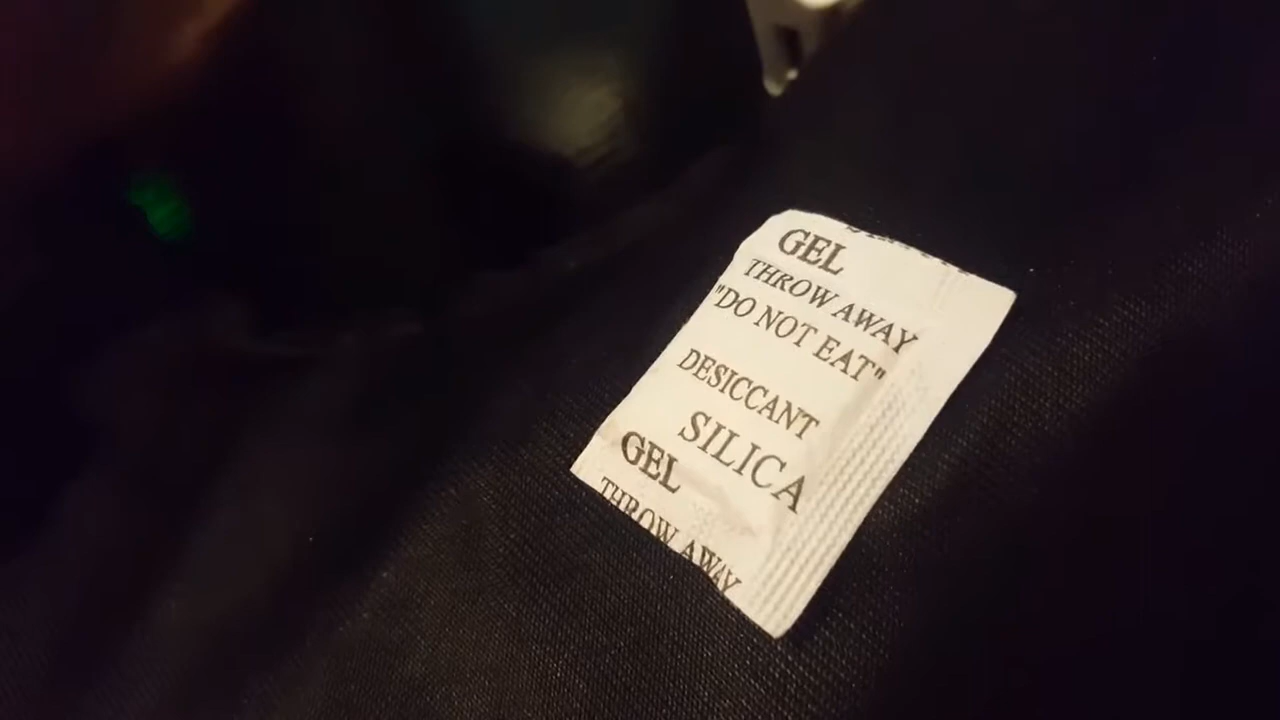 GEL
THROW AWAY
"DO NOT EAT"
DESICCANT
SILICA
GEL
THROW AWAY